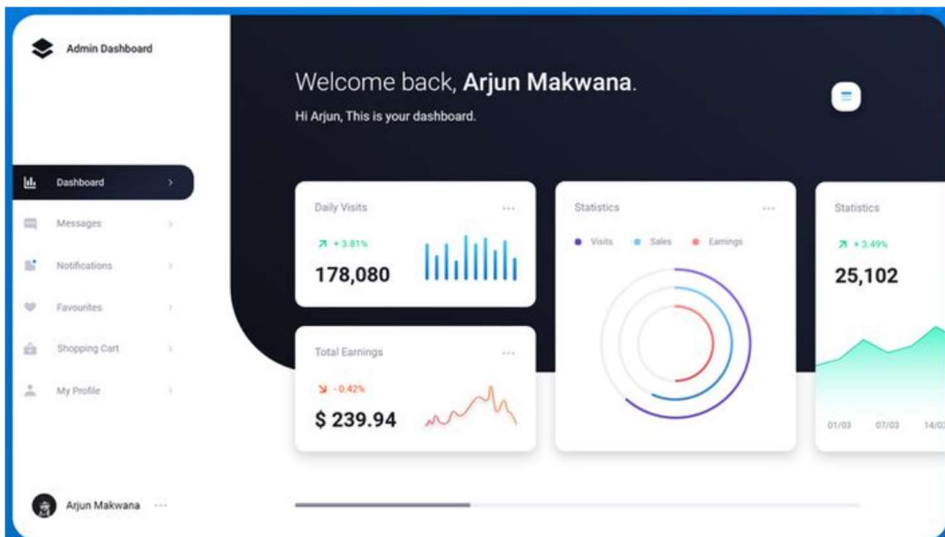 Admin Dashboard
Welcome back, Arjun Makwana.
Hi Arjun, This is your dashboard.
Dashboard
Messages
Notifications
Favourites
Shopping Cart
My Profile
Arjun Makwana
Daily Visits
+ 3.81%
178,080
Total Earnings
- 0.42%
$ 239.94
Statistics
Visits Sales Earnings
Statistics
+ 3.49%
25,102
01/03 07/03 14/0